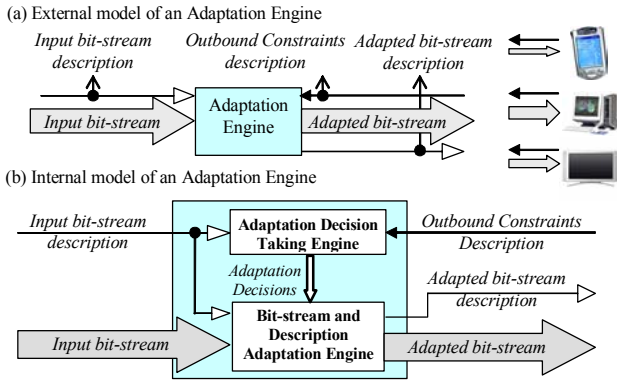 (a) External model of an Adaptation Engine
Input bit-stream
description
Outbound Constraints
description
Adapted bit-stream
description
Input bit-stream
Adaptation
Engine
Adapted bit-stream
(b) Internal model of an Adaptation Engine
Input bit-stream
description
Adaptation Decision
Taking Engine
Outbound Constraints
Description
Adaptation
Decisions
Adapted bit-stream
description
Input bit-stream
Bit-stream and
Description
Adaptation Engine
Adapted bit-stream